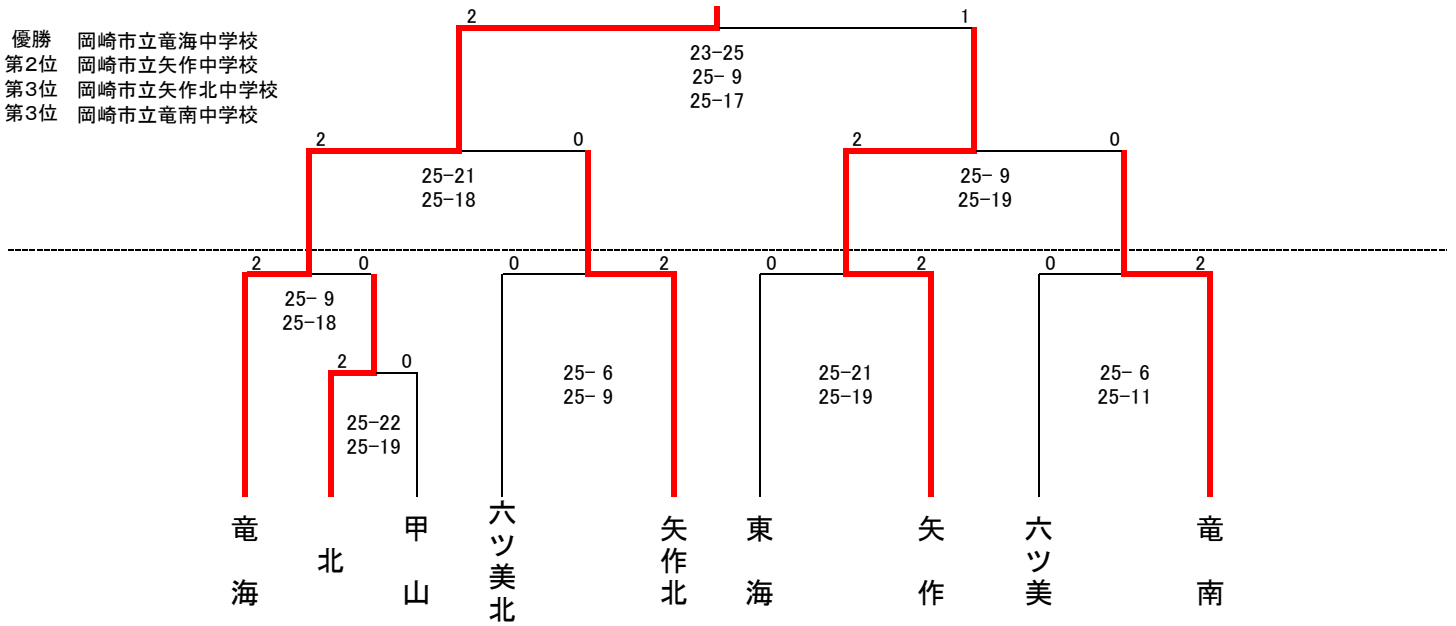 2 1
優勝 岡崎市立竜海中学校
第2位 岡崎市立矢作中学校
第3位 岡崎市立矢作北中学校
第3位 岡崎市立竜南中学校
23-25
25- 9
25-17
2 0 2 0
25-21
25-18
25- 9
25-19
2 0 0 2 0 2 0 2
25- 9
25-18
2 0
25-22
25-19
25- 6
25- 9
25-21
25-19
25- 6
25-11
竜海
北
甲山
六ツ美北
矢作北
東海
矢作
六ツ美
竜南